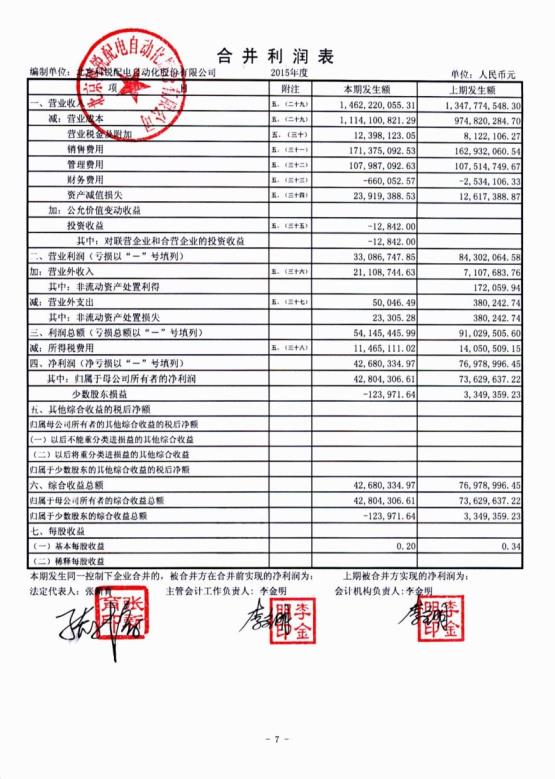 合并利润表
编制单位：北京科锐配电自动化股份有限公司 2015年度 单位：人民币元
项 目 附注 本期发生额 上期发生额
一、营业收入 五、（二十九） 1,462,220,055.31 1,347,774,548.30
减：营业成本 五、（二十九） 1,114,100,821.29 974,820,284.70
营业税金及附加 五、（三十） 12,398,123.05 8,122,106.27
销售费用 五、（三十一） 171,375,092.53 162,932,060.54
管理费用 五、（三十二） 107,987,092.63 107,514,749.67
财务费用 五、（三十三） -660,052.57 -2,534,106.33
资产减值损失 五、（三十四） 23,919,388.53 12,617,388.87
加：公允价值变动收益
投资收益 五、（三十五） -12,842.00
其中：对联营企业和合营企业的投资收益 -12,842.00
二、营业利润（亏损以“－”号填列） 33,086,747.85 84,302,064.58
加：营业外收入 五、（三十六） 21,108,744.63 7,107,683.76
其中：非流动资产处置利得 172,059.94
减：营业外支出 五、（三十七） 50,046.49 380,242.74
其中：非流动资产处置损失 23,305.28 380,242.74
三、利润总额（亏损总额以“－”号填列） 54,145,445.99 91,029,505.60
减：所得税费用 五、（三十八） 11,465,111.02 14,050,509.15
四、净利润（净亏损以“－”号填列） 42,680,334.97 76,978,996.45
其中：归属于母公司所有者的净利润 42,804,306.61 73,629,637.22
少数股东损益 -123,971.64 3,349,359.23
五、其他综合收益的税后净额
归属母公司所有者的其他综合收益的税后净额
（一）以后不能重分类进损益的其他综合收益
（二）以后将重分类进损益的其他综合收益
归属于少数股东的其他综合收益的税后净额
六、综合收益总额 42,680,334.97 76,978,996.45
归属于母公司所有者的综合收益总额 42,804,306.61 73,629,637.22
归属于少数股东的综合收益总额 -123,971.64 3,349,359.23
七、每股收益
（一）基本每股收益 0.20 0.34
（二）稀释每股收益
本期发生同一控制下企业合并的，被合并方在合并前实现的净利润为： 上期被合并方实现的净利润为：
法定代表人：张新育 主管会计工作负责人：李金明 会计机构负责人：李金明
李金明印
李金明印
- 7 -